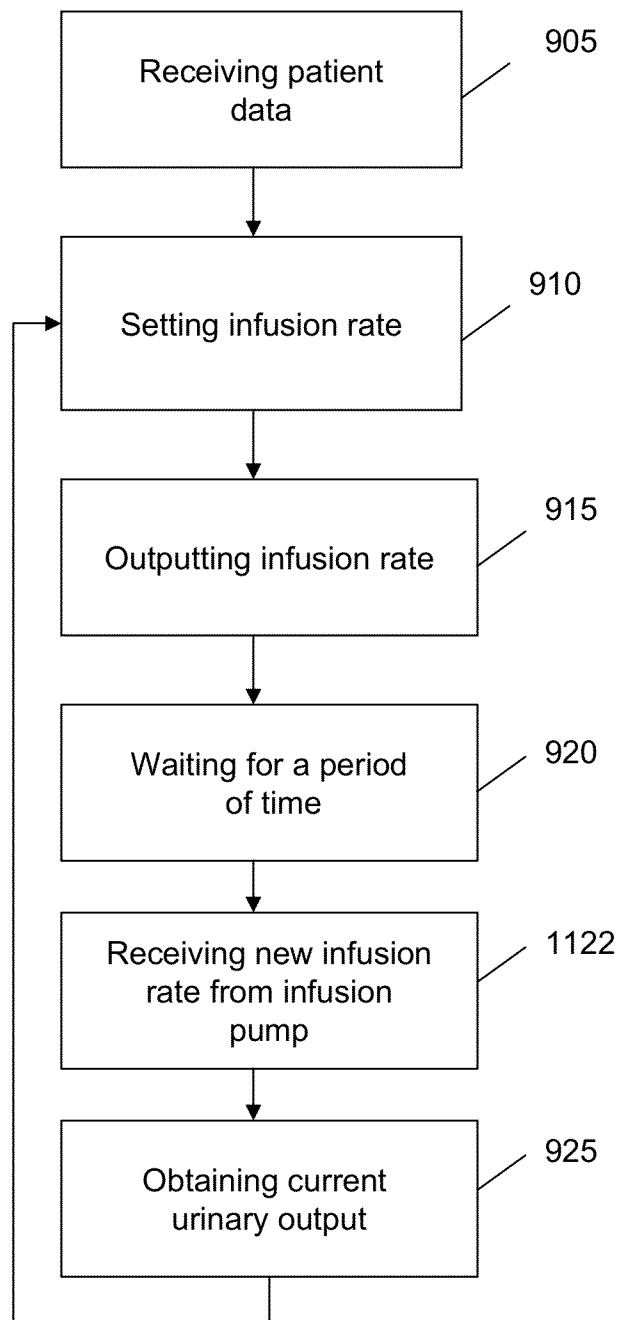 Receiving patient
data
905
Setting infusion rate
910
Outputting infusion rate
915
Waiting for a period
of time
920
Receiving new infusion
rate from infusion
pump
1122
Obtaining current
urinary output
925